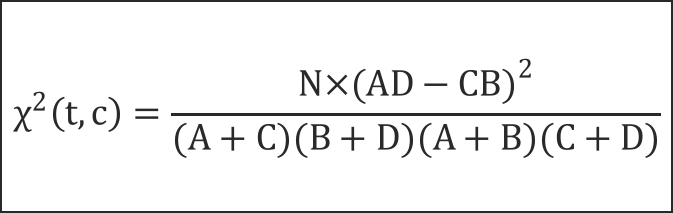 χ²(t, c) = N×(AD − CB)² / (A + C)(B + D)(A + B)(C + D)